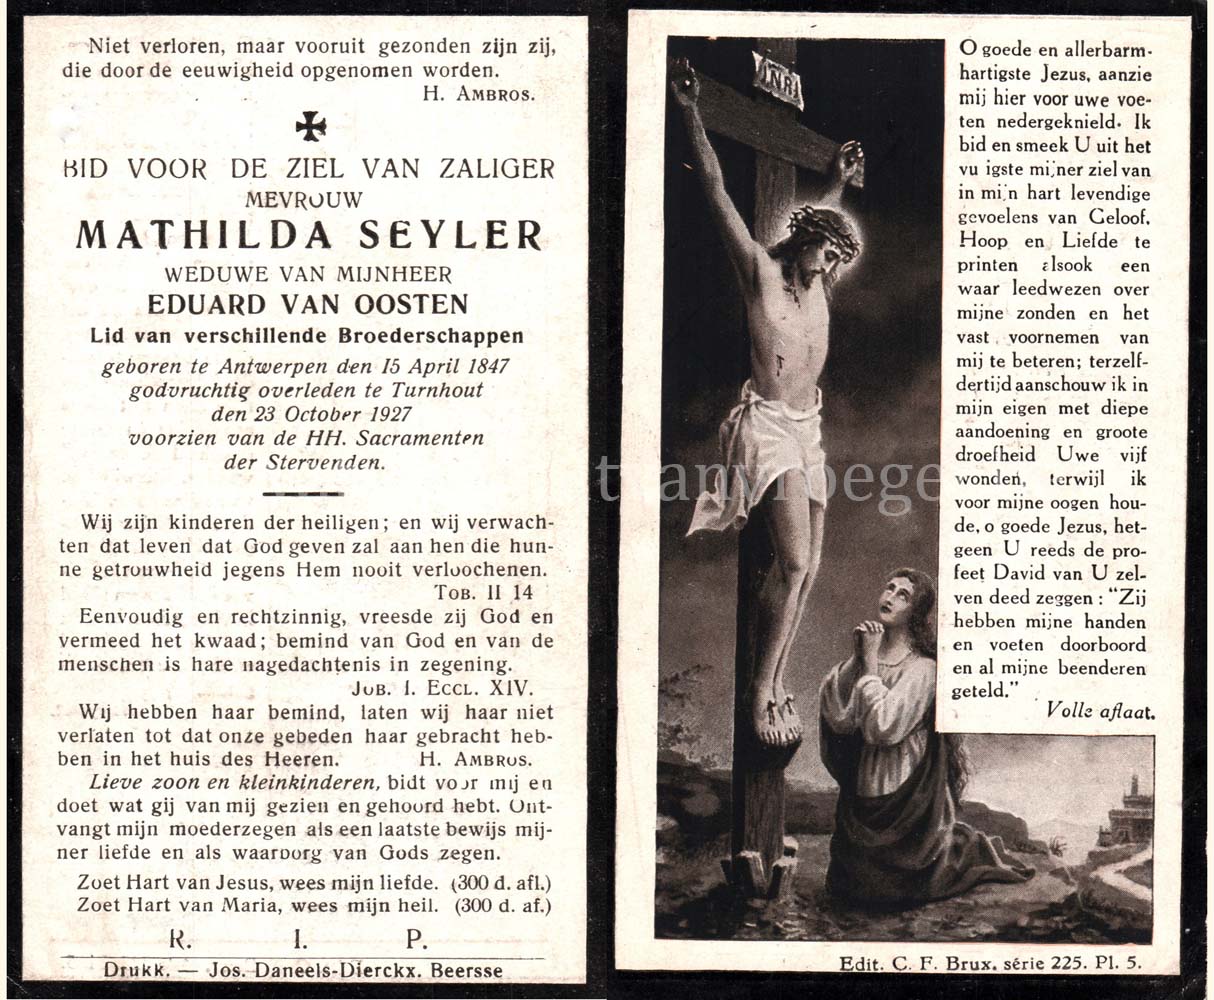 Niet verloren, maar vooruit gezonden zijn zij,
die door de eeuwigheid opgenomen worden.
H. AMBROS.
BID VOOR DE ZIEL VAN ZALIGER
MEVROUW
MATHILDA SEYLER
WEDUWE VAN MIJNHEER
EDUARD VAN OOSTEN
Lid van verschillende Broederschappen
geboren te Antwerpen den 15 April 1847
godvruchtig overleden te Turnhout
den 23 October 1927
voorzien van de HH. Sacramenten
der Stervenden.
Wij zijn kinderen der heiligen; en wij verwach-
ten dat leven dat God geven zal aan hen die hun-
ne getrouwheid jegens Hem nooit verloochenen.
TOB. II 14
Eenvoudig en rechtzinnig, vreesde zij God en
vermeed het kwaad; bemind van God en van de
menschen is hare nagedachtenis in zegening.
JOB. I. ECCL. XIV.
Wij hebben haar bemind, laten wij haar niet
verlaten tot dat onze gebeden haar gebracht heb-
ben in het huis des Heeren. H. AMBROS.
Lieve zoon en kleinkinderen, bidt voor mij en
doet wat gij van mij gezien en gehoord hebt. Ont-
vangt mijn moederzegen als een laatste bewijs mij-
ner liefde en als waarborg van Gods zegen.
Zoet Hart van Jesus, wees mijn liefde. (300 d. afl.)
Zoet Hart van Maria, wees mijn heil. (300 d. af.)
R. I. P.
Drukk. — Jos. Daneels-Dierckx. Beersse
INRI
O goede en allerbarm-
hartigste Jezus, aanzie
mij hier voor uwe voe-
ten nedergeknield. Ik
bid en smeek U uit het
vu igste mijner ziel van
in mijn hart levendige
gevoelens van Geloof,
Hoop en Liefde te
printen alsook een
waar leedwezen over
mijne zonden en het
vast voornemen van
mij te beteren; terzelf-
dertijd aanschouw ik in
mijn eigen met diepe
aandoening en groote
droefheid Uwe vijf
wonden, terwijl ik
voor mijne oogen hou-
de, o goede Jezus, het-
geen U reeds de pro-
feet David van U zel-
ven deed zeggen: "Zij
hebben mijne handen
en voeten doorboord
en al mijne beenderen
geteld."
Volle aflaat.
Edit. C. F. Brux. série 225. Pl. 5.